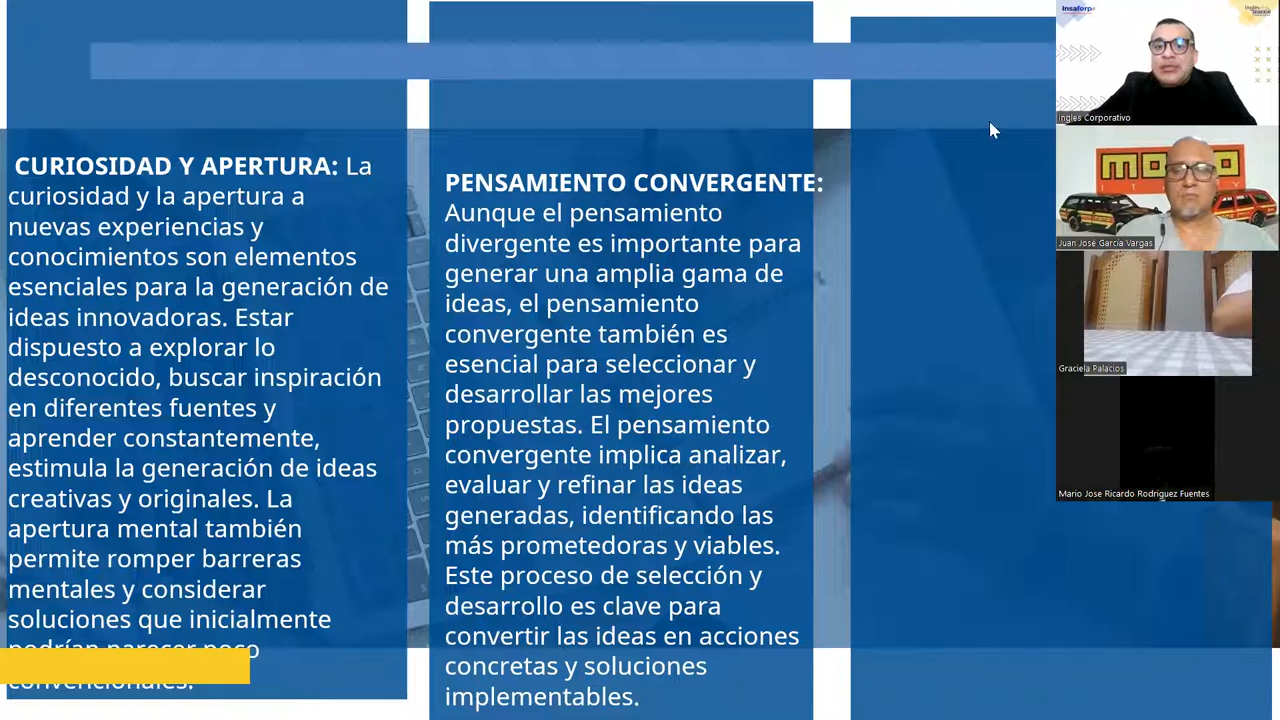 CURIOSIDAD Y APERTURA: La
curiosidad y la apertura a
nuevas experiencias y
conocimientos son elementos
esenciales para la generación de
ideas innovadoras. Estar
dispuesto a explorar lo
desconocido, buscar inspiración
en diferentes fuentes y
aprender constantemente,
estimula la generación de ideas
creativas y originales. La
apertura mental también
permite romper barreras
mentales y considerar
soluciones que inicialmente
podrían parecer poco
convencionales.
PENSAMIENTO CONVERGENTE:
Aunque el pensamiento
divergente es importante para
generar una amplia gama de
ideas, el pensamiento
convergente también es
esencial para seleccionar y
desarrollar las mejores
propuestas. El pensamiento
convergente implica analizar,
evaluar y refinar las ideas
generadas, identificando las
más prometedoras y viables.
Este proceso de selección y
desarrollo es clave para
convertir las ideas en acciones
concretas y soluciones
implementables.
insaforp
Ingles Corporativo
Juan José García Vargas
Graciela Palacios
Mario Jose Ricardo Rodriguez Fuentes